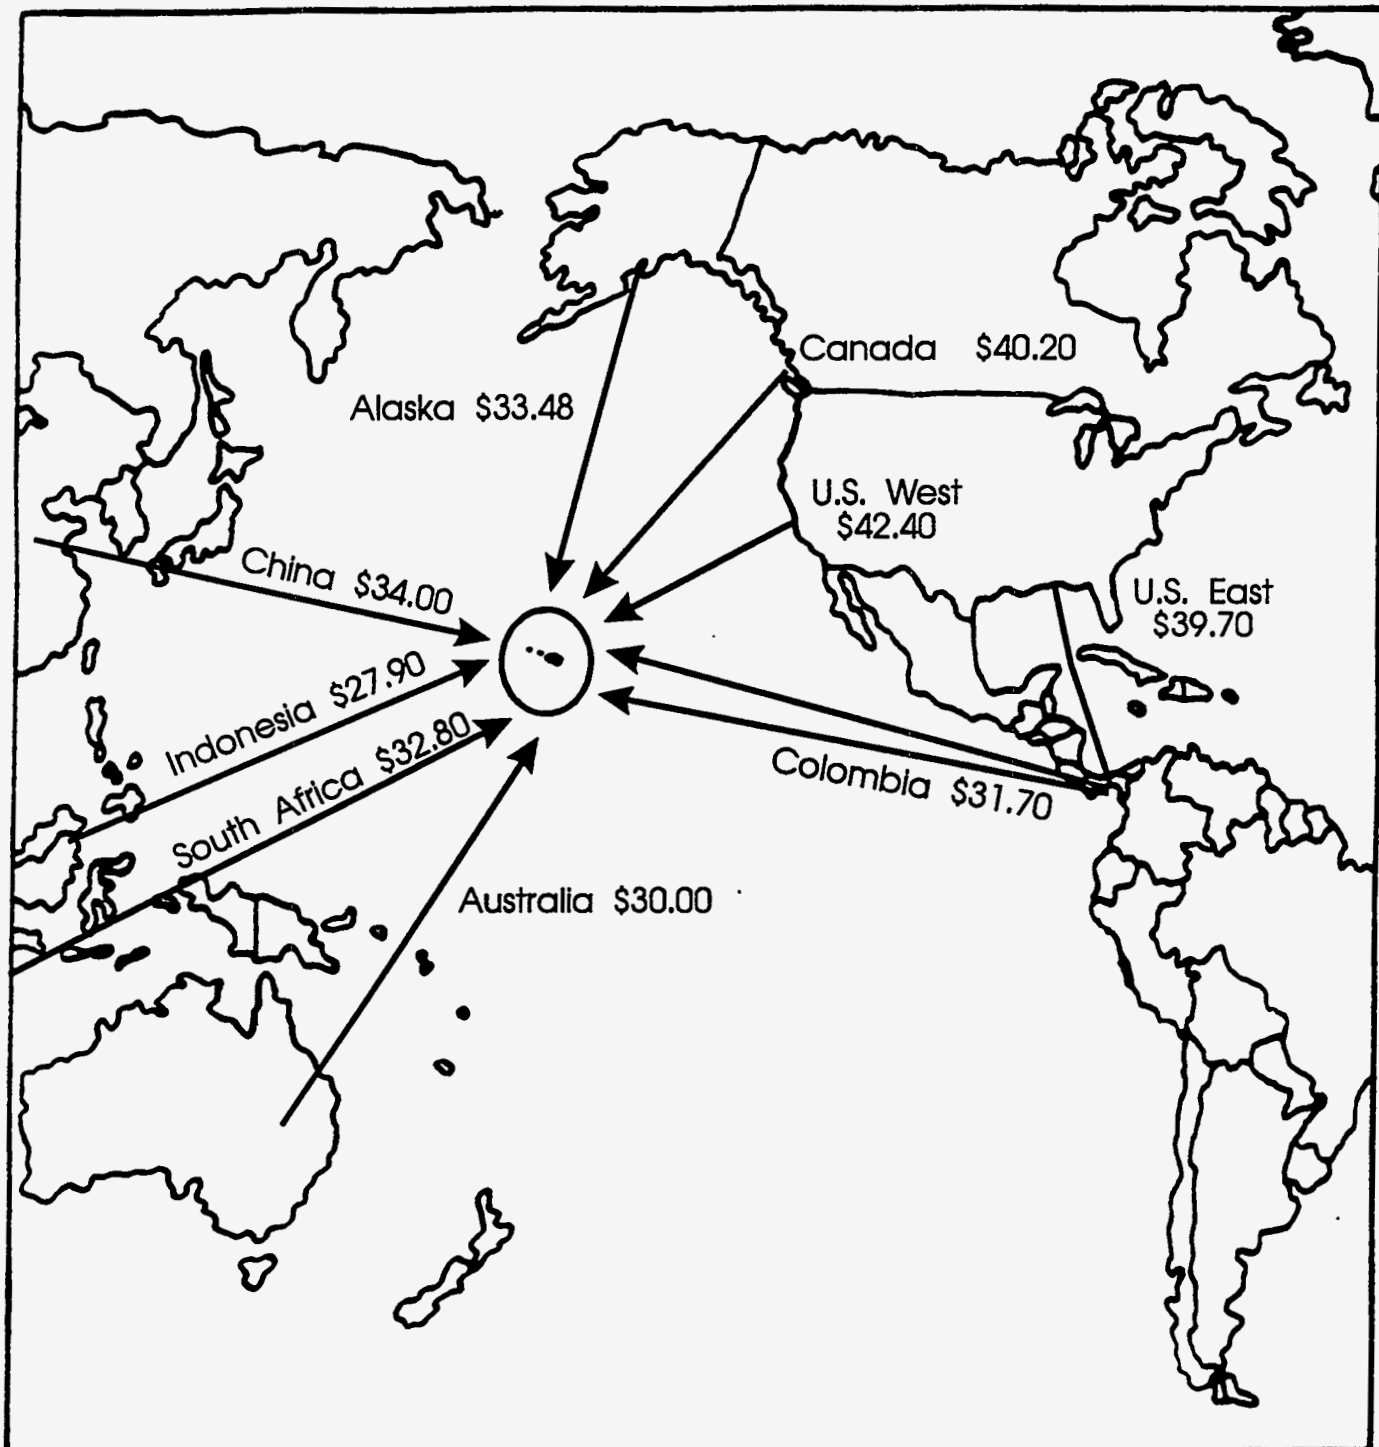 Canada $40.20
Alaska $33.48
U.S. West
$42.40
China $34.00
U.S. East
$39.70
Indonesia $27.90
South Africa $32.80
Colombia $31.70
Australia $30.00